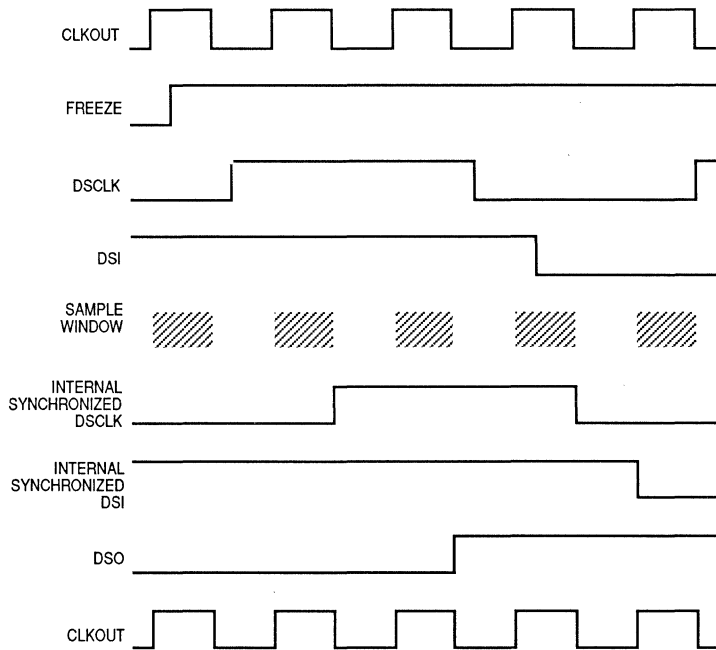 CLKOUT
FREEZE
DSCLK
DSI
SAMPLE
WINDOW
INTERNAL
SYNCHRONIZED
DSCLK
INTERNAL
SYNCHRONIZED
DSI
DSO
CLKOUT